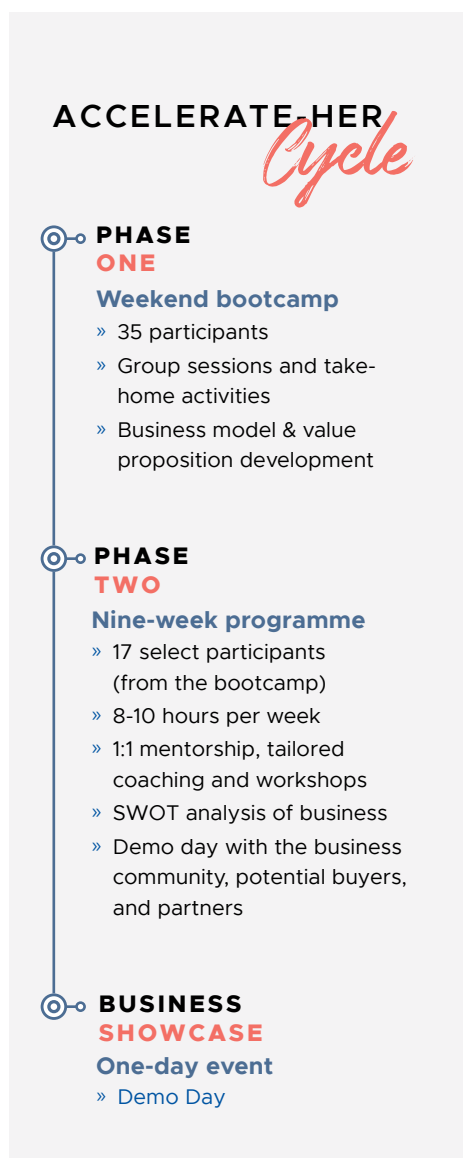 ACCELERATE-HER
Cycle
PHASE
ONE
Weekend bootcamp
» 35 participants
» Group sessions and take-
home activities
» Business model & value
proposition development
PHASE
TWO
Nine-week programme
» 17 select participants
(from the bootcamp)
» 8-10 hours per week
» 1:1 mentorship, tailored
coaching and workshops
» SWOT analysis of business
» Demo day with the business
community, potential buyers,
and partners
BUSINESS
SHOWCASE
One-day event
» Demo Day